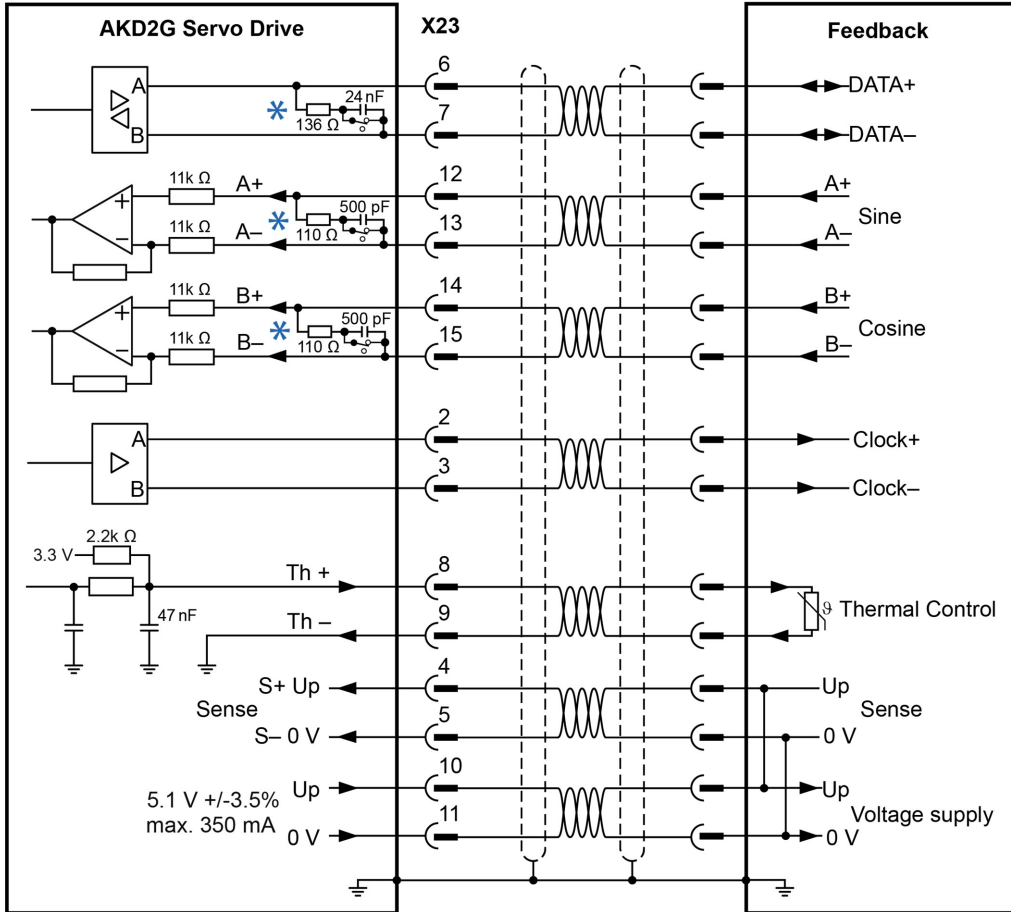 AKD2G Servo Drive
X23
Feedback
A
B
*
136 Ω
24 nF
6
7
DATA+
DATA–
11k Ω
A+
+
11k Ω
A–
–
*
110 Ω
500 pF
12
13
A+
Sine
A–
11k Ω
B+
+
11k Ω
B–
–
*
110 Ω
500 pF
14
15
B+
Cosine
B–
A
B
2
3
Clock+
Clock–
2.2k Ω
3.3 V
47 nF
Th +
Th –
8
9
ϑ Thermal Control
S+ Up
Sense
S– 0 V
4
5
Up
Sense
0 V
5.1 V +/-3.5%
max. 350 mA
Up
0 V
10
11
Up
Voltage supply
0 V